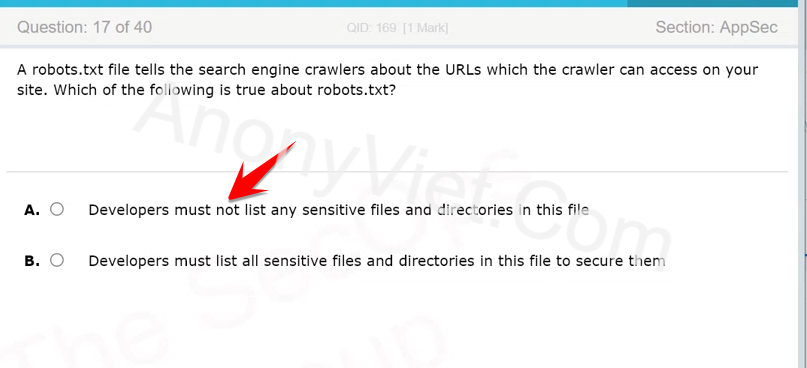 Question: 17 of 40
QID: 169 [1 Mark]
Section: AppSec
A robots.txt file tells the search engine crawlers about the URLs which the crawler can access on your
site. Which of the following is true about robots.txt?
AnonyViet.Com
A. Developers must not list any sensitive files and directories in this file
B. Developers must list all sensitive files and directories in this file to secure them
The SecOps